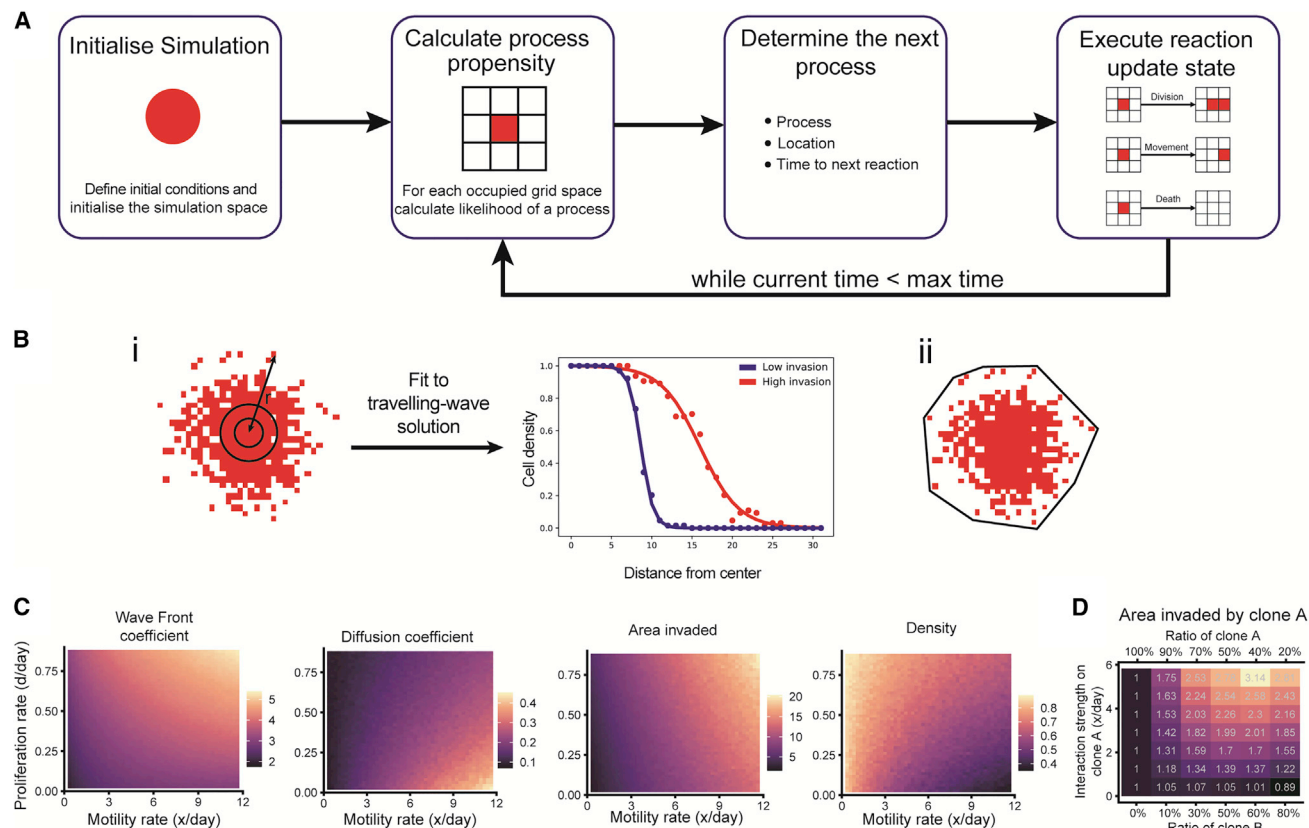 A
Initialise Simulation
Define initial conditions and
initialise the simulation space
Calculate process
propensity
For each occupied grid space
calculate likelihood of a process
Determine the next
process
• Process
• Location
• Time to next reaction
Execute reaction
update state
Division
Movement
Death
while current time < max time
B
i
r
Fit to
travelling-wave
solution
Cell density
1.0
0.8
0.6
0.4
0.2
0.0
Low invasion
High invasion
0 5 10 15 20 25 30
Distance from center
ii
C
Proliferation rate (d/day)
Wave Front
coefficient
0.75
0.50
0.25
0.00
0 3 6 9 12
Motility rate (x/day)
5
4
3
2
Diffusion coefficient
0.75
0.50
0.25
0.00
0 3 6 9 12
Motility rate (x/day)
0.4
0.3
0.2
0.1
Area invaded
0.75
0.50
0.25
0.00
0 3 6 9 12
Motility rate (x/day)
20
15
10
5
Density
0.75
0.50
0.25
0.00
0 3 6 9 12
Motility rate (x/day)
0.8
0.7
0.6
0.5
0.4
D
Area invaded by clone A
Ratio of clone A
100% 90% 70% 50% 40% 20%
Interaction strength on
clone A (x/day)
6
4
2
0
1 1.75 2.53 3.14
1 1.63 2.24 2.54 2.58 2.43
1 1.53 2.03 2.26 2.3 2.16
1 1.42 1.82 1.99 2.01 1.85
1 1.31 1.59 1.7 1.7 1.55
1 1.18 1.34 1.39 1.37 1.22
1 1.05 1.07 1.05 1.01 0.89
0% 10% 30% 50% 60% 80%
Ratio of clone B